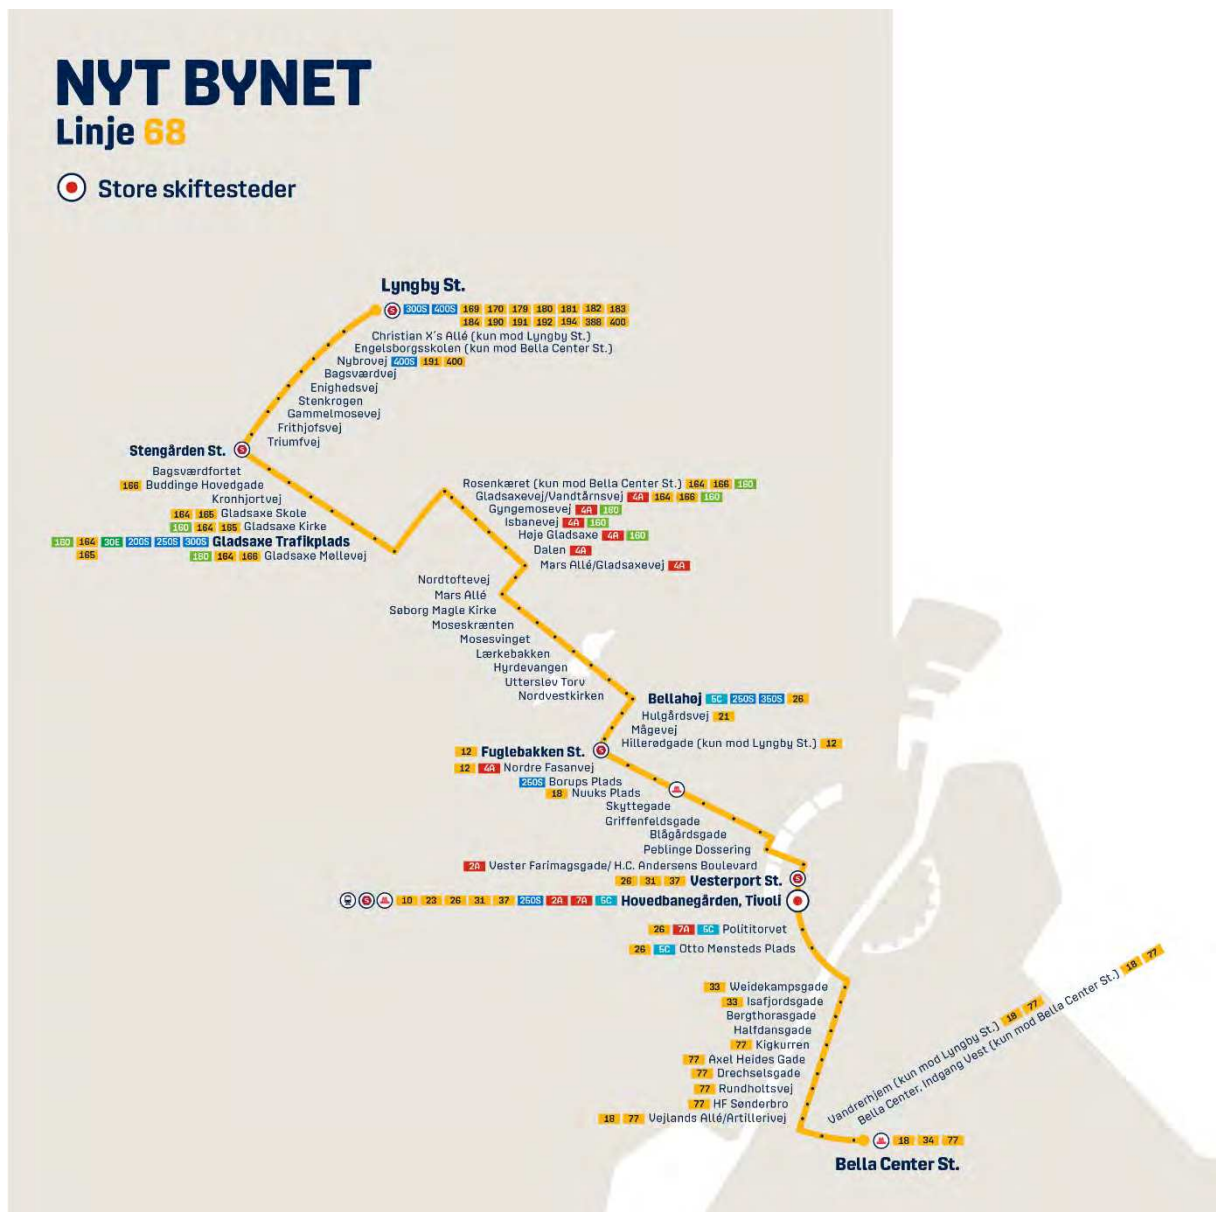 NYT BYNET
Linje 68
Store skiftesteder
Lyngby St.
300S 400S 169 170 179 180 181 182 183
184 190 191 192 194 388 400
Christian X´s Allé (kun mod Lyngby St.)
Engelsborgsskolen (kun mod Bella Center St.)
Nybrovej 400S 191 400
Bagsværdvej
Enighedsvej
Stenkrogen
Gammelmosevej
Frithjofsvej
Triumfvej
Stengården St.
Bagsværdfortet
166 Buddinge Hovedgade
Kronhjortvej
164 165 Gladsaxe Skole
160 164 165 Gladsaxe Kirke
160 164 30E 200S 250S 300S Gladsaxe Trafikplads
165
160 164 166 Gladsaxe Møllevej
Rosenkæret (kun mod Bella Center St.) 164 166 160
Gladsaxevej/Vandtårnsvej 4A 164 166 160
Gyngemosevej 4A 160
Isbanevej 4A 160
Høje Gladsaxe 4A 160
Dalen 4A
Mars Allé/Gladsaxevej 4A
Nordtoftevej
Mars Allé
Søborg Magle Kirke
Moseskrænten
Mosesvinget
Lærkebakken
Hyrdevangen
Utterslev Torv
Nordvestkirken
Bellahøj 5C 250S 350S 26
Hulgårdsvej 21
Mågevej
Hillerødgade (kun mod Lyngby St.) 12
12 Fuglebakken St.
12 4A Nordre Fasanvej
250S Borups Plads
18 Nuuks Plads
Skyttegade
Griffenfeldsgade
Blågårdsgade
Peblinge Dossering
2A Vester Farimagsgade/ H.C. Andersens Boulevard
26 31 37 Vesterport St.
10 23 26 31 37 250S 2A 7A 5C Hovedbanegården, Tivoli
26 7A 5C Polititorvet
26 5C Otto Mønsteds Plads
33 Weidekampsgade
33 Isafjordsgade
Bergthorasgade
Halfdansgade
77 Kigkurren
77 Axel Heides Gade
77 Drechselsgade
77 Rundholtsvej
77 HF Sønderbro
18 77 Vejlands Allé/Artillerivej
Vandrerhjem (kun mod Lyngby St.) 18 77
Bella Center, Indgang Vest (kun mod Bella Center St.) 18 77
18 34 77
Bella Center St.